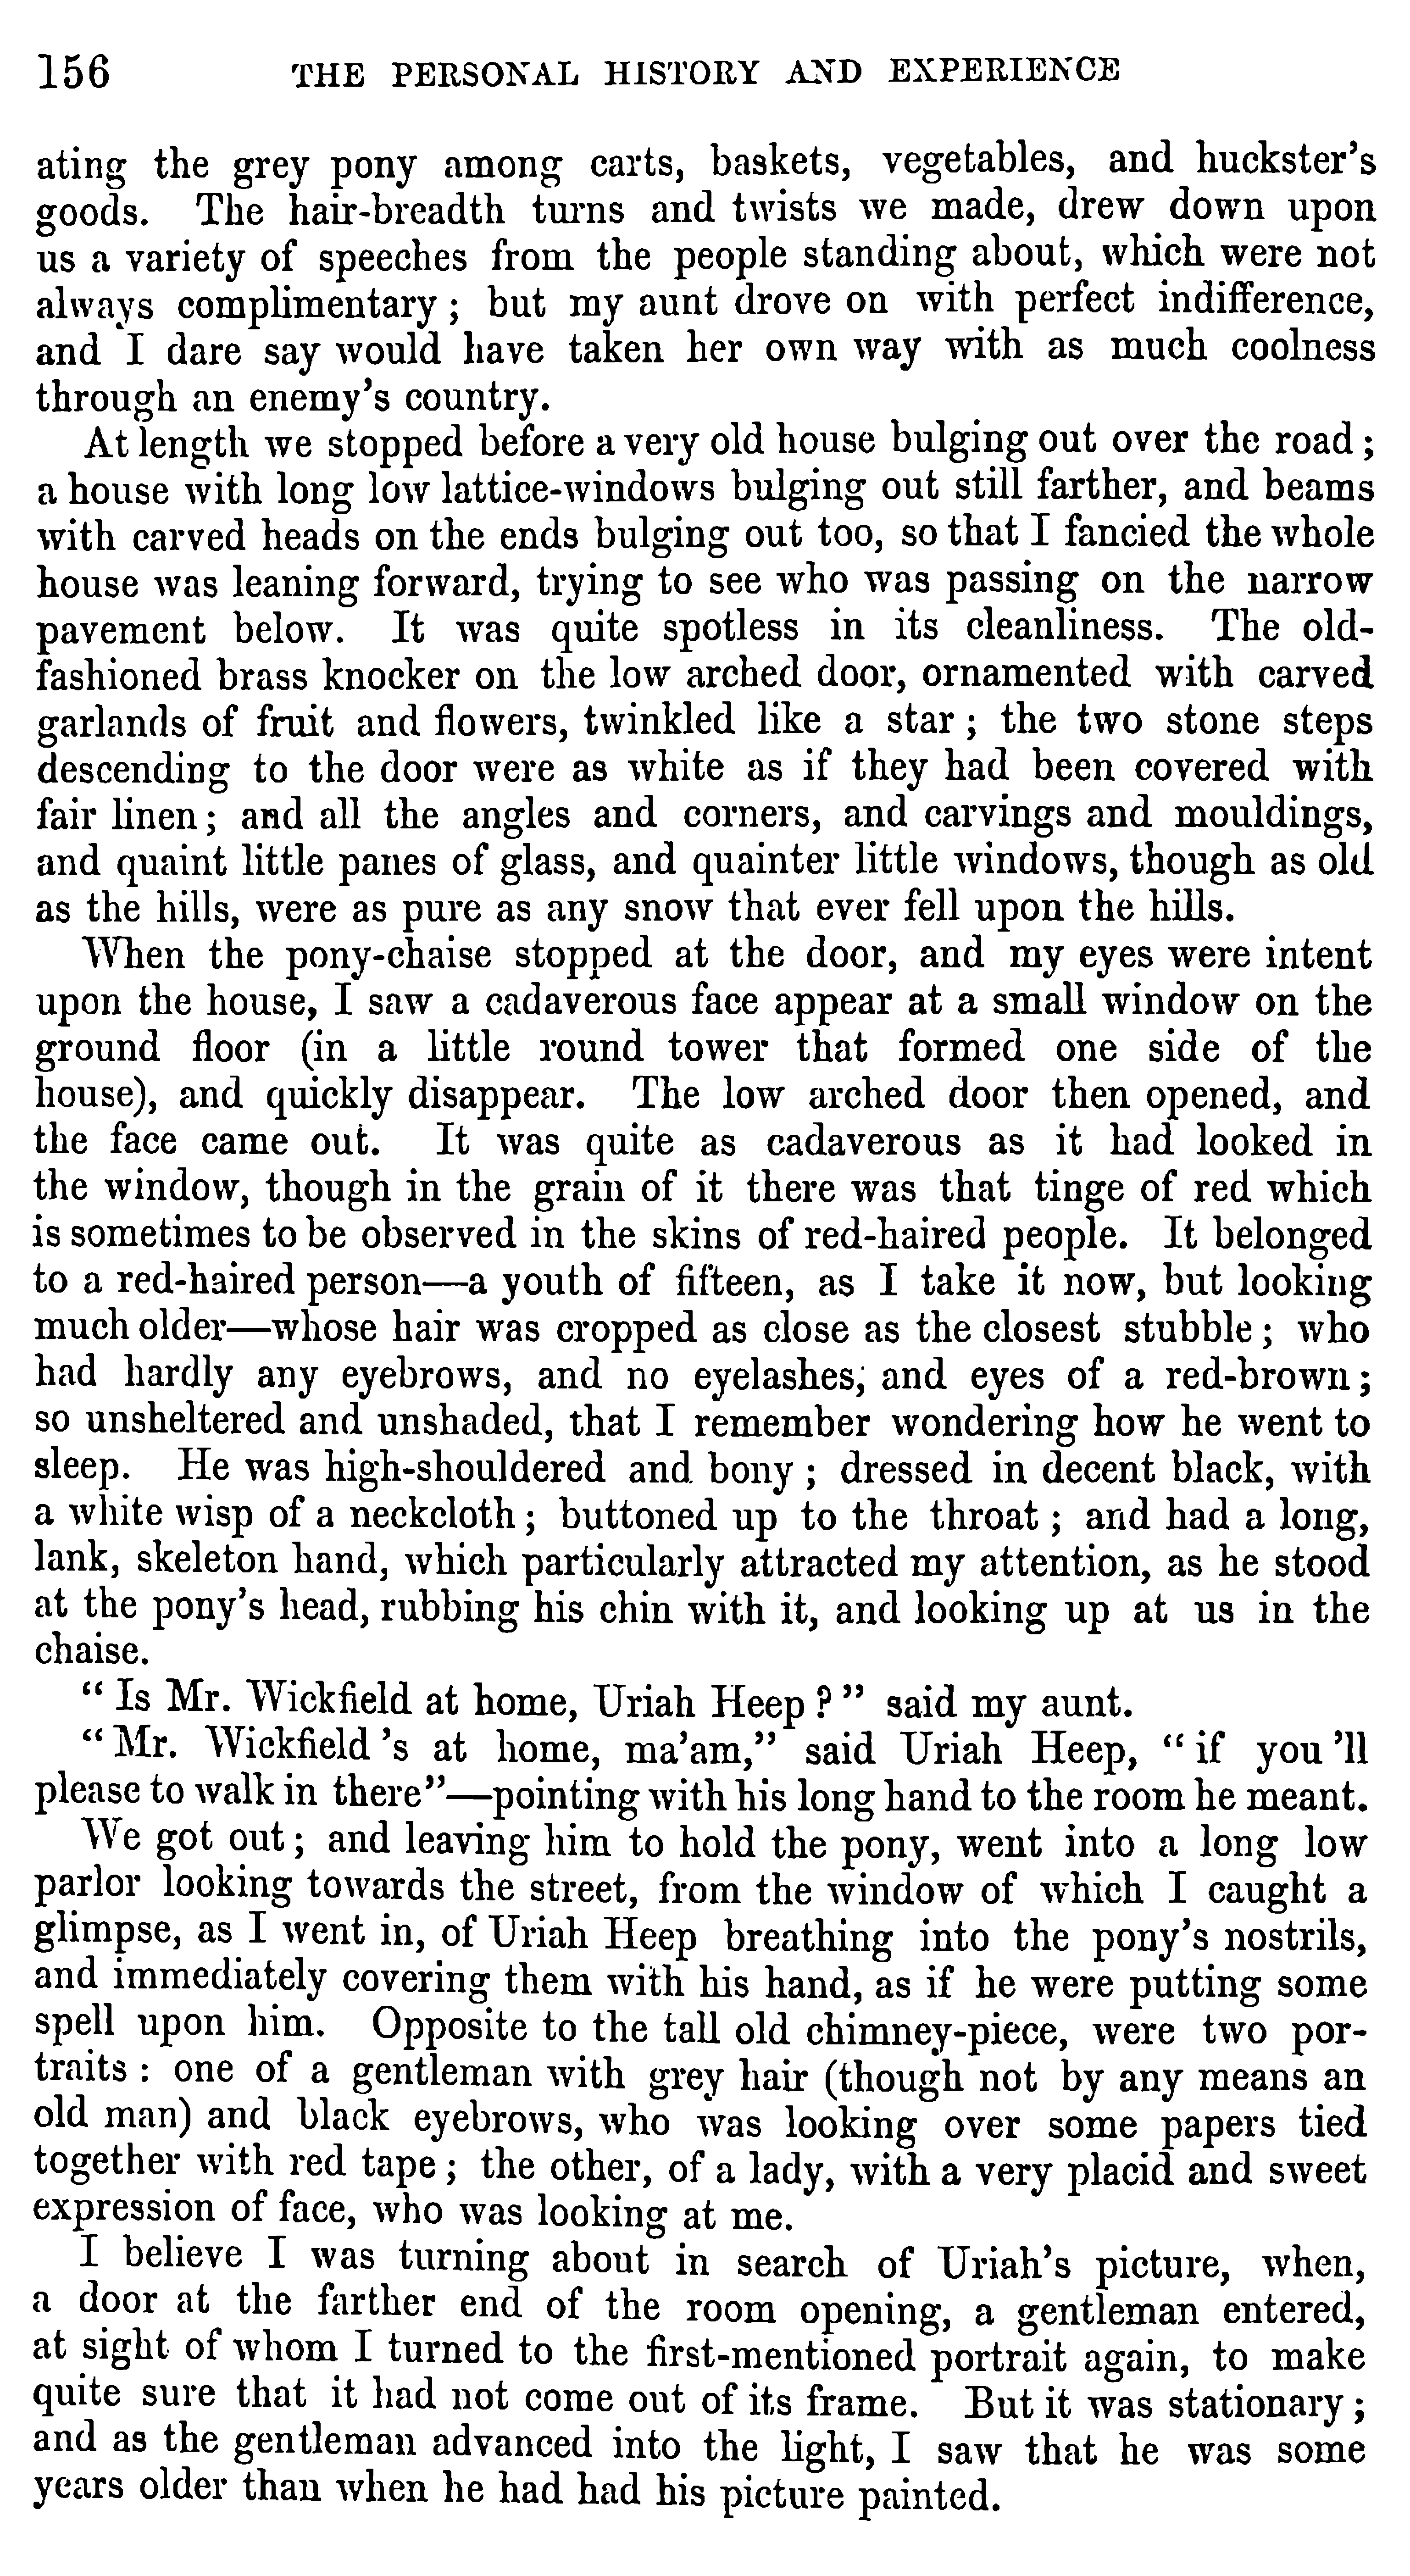 156 THE PERSONAL HISTORY AND EXPERIENCE
ating the grey pony among carts, baskets, vegetables, and huckster's
goods. The hair-breadth turns and twists we made, drew down upon
us a variety of speeches from the people standing about, which were not
always complimentary ; but my aunt drove on with perfect indifference,
and I dare say would have taken her own way with as much coolness
through an enemy's country.
At length we stopped before a very old house bulging out over the road ;
a house with long low lattice-windows bulging out still farther, and beams
with carved heads on the ends bulging out too, so that I fancied the whole
house was leaning forward, trying to see who was passing on the narrow
pavement below. It was quite spotless in its cleanliness. The old-
fashioned brass knocker on the low arched door, ornamented with carved
garlands of fruit and flowers, twinkled like a star ; the two stone steps
descending to the door were as white as if they had been covered with
fair linen ; and all the angles and corners, and carvings and mouldings,
and quaint little panes of glass, and quainter little windows, though as old
as the hills, were as pure as any snow that ever fell upon the hills.
When the pony-chaise stopped at the door, and my eyes were intent
upon the house, I saw a cadaverous face appear at a small window on the
ground floor (in a little round tower that formed one side of the
house), and quickly disappear. The low arched door then opened, and
the face came out. It was quite as cadaverous as it had looked in
the window, though in the grain of it there was that tinge of red which
is sometimes to be observed in the skins of red-haired people. It belonged
to a red-haired person—a youth of fifteen, as I take it now, but looking
much older—whose hair was cropped as close as the closest stubble ; who
had hardly any eyebrows, and no eyelashes, and eyes of a red-brown ;
so unsheltered and unshaded, that I remember wondering how he went to
sleep. He was high-shouldered and bony ; dressed in decent black, with
a white wisp of a neckcloth ; buttoned up to the throat ; and had a long,
lank, skeleton hand, which particularly attracted my attention, as he stood
at the pony's head, rubbing his chin with it, and looking up at us in the
chaise.
" Is Mr. Wickfield at home, Uriah Heep ? " said my aunt.
" Mr. Wickfield 's at home, ma'am," said Uriah Heep, " if you 'll
please to walk in there"—pointing with his long hand to the room he meant.
We got out ; and leaving him to hold the pony, went into a long low
parlor looking towards the street, from the window of which I caught a
glimpse, as I went in, of Uriah Heep breathing into the pony's nostrils,
and immediately covering them with his hand, as if he were putting some
spell upon him. Opposite to the tall old chimney-piece, were two por-
traits : one of a gentleman with grey hair (though not by any means an
old man) and black eyebrows, who was looking over some papers tied
together with red tape ; the other, of a lady, with a very placid and sweet
expression of face, who was looking at me.
I believe I was turning about in search of Uriah's picture, when,
a door at the farther end of the room opening, a gentleman entered,
at sight of whom I turned to the first-mentioned portrait again, to make
quite sure that it had not come out of its frame. But it was stationary ;
and as the gentleman advanced into the light, I saw that he was some
years older than when he had had his picture painted.